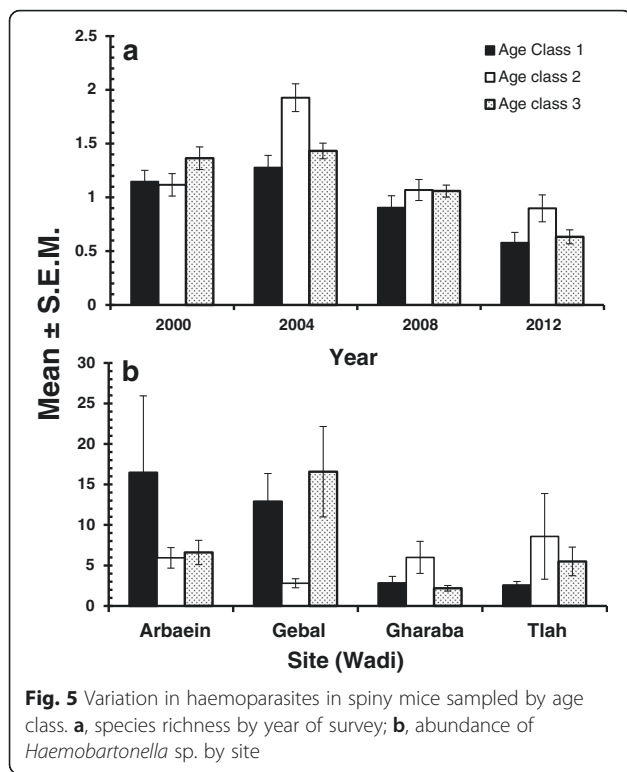 Mean ± S.E.M.
a
2.5
2
1.5
1
0.5
0
Age Class 1
Age class 2
Age class 3
2000 2004 2008 2012
Year
b
30
25
20
15
10
5
0
Arbaein Gebal Gharaba Tlah
Site (Wadi)
Fig. 5 Variation in haemoparasites in spiny mice sampled by age
class. a, species richness by year of survey; b, abundance of
Haemobartonella sp. by site